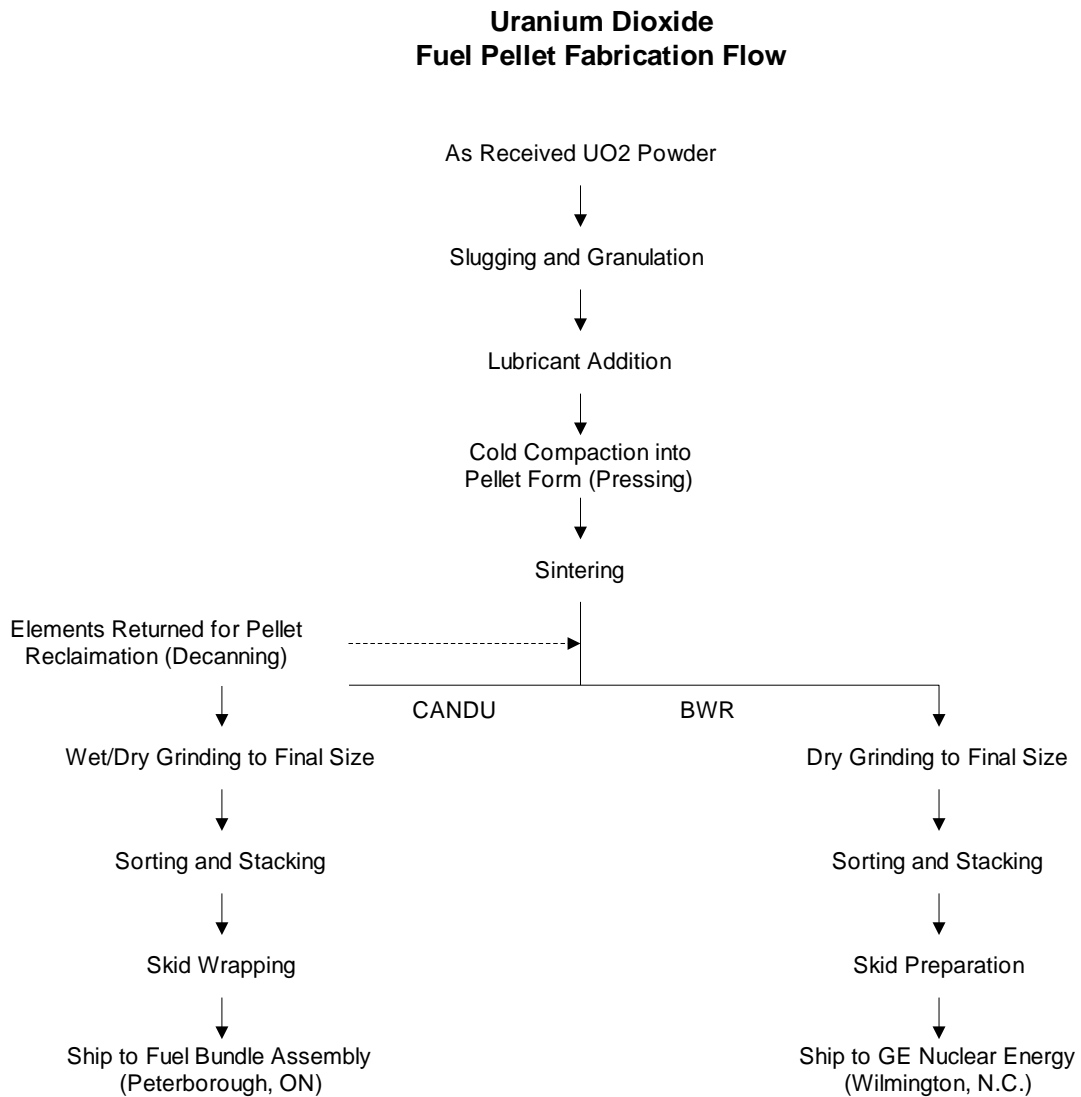 Uranium Dioxide
Fuel Pellet Fabrication Flow
As Received UO2 Powder
Slugging and Granulation
Lubricant Addition
Cold Compaction into
Pellet Form (Pressing)
Sintering
Elements Returned for Pellet
Reclaimation (Decanning)
CANDU
BWR
Wet/Dry Grinding to Final Size
Dry Grinding to Final Size
Sorting and Stacking
Sorting and Stacking
Skid Wrapping
Skid Preparation
Ship to Fuel Bundle Assembly
(Peterborough, ON)
Ship to GE Nuclear Energy
(Wilmington, N.C.)